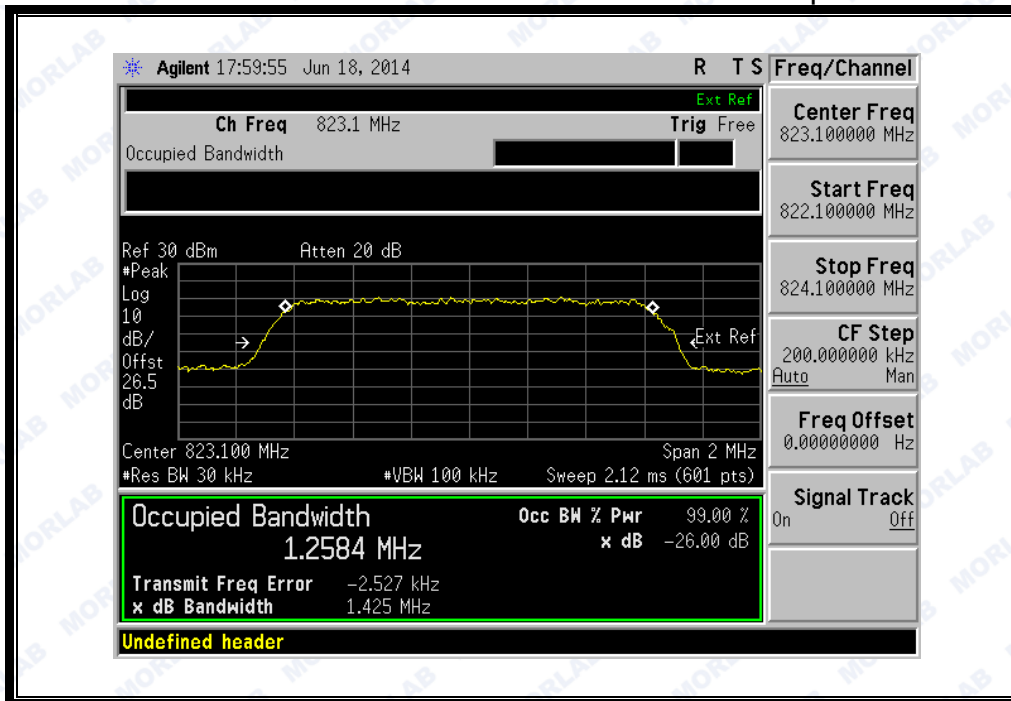 Agilent 17:59:55 Jun 18, 2014 R T S Freq/Channel
Ext Ref
Ch Freq 823.1 MHz Trig Free
Occupied Bandwidth
Center Freq
823.100000 MHz
Start Freq
822.100000 MHz
Stop Freq
824.100000 MHz
CF Step
200.000000 kHz
Auto Man
Freq Offset
0.00000000 Hz
Signal Track
On Off
Ref 30 dBm Atten 20 dB
#Peak
Log
10
dB/
Offst
26.5
dB
Ext Ref
Center 823.100 MHz Span 2 MHz
#Res BW 30 kHz #VBW 100 kHz Sweep 2.12 ms (601 pts)
Occupied Bandwidth Occ BW % Pwr 99.00 %
1.2584 MHz x dB -26.00 dB
Transmit Freq Error -2.527 kHz
x dB Bandwidth 1.425 MHz
Undefined header
MORLAB